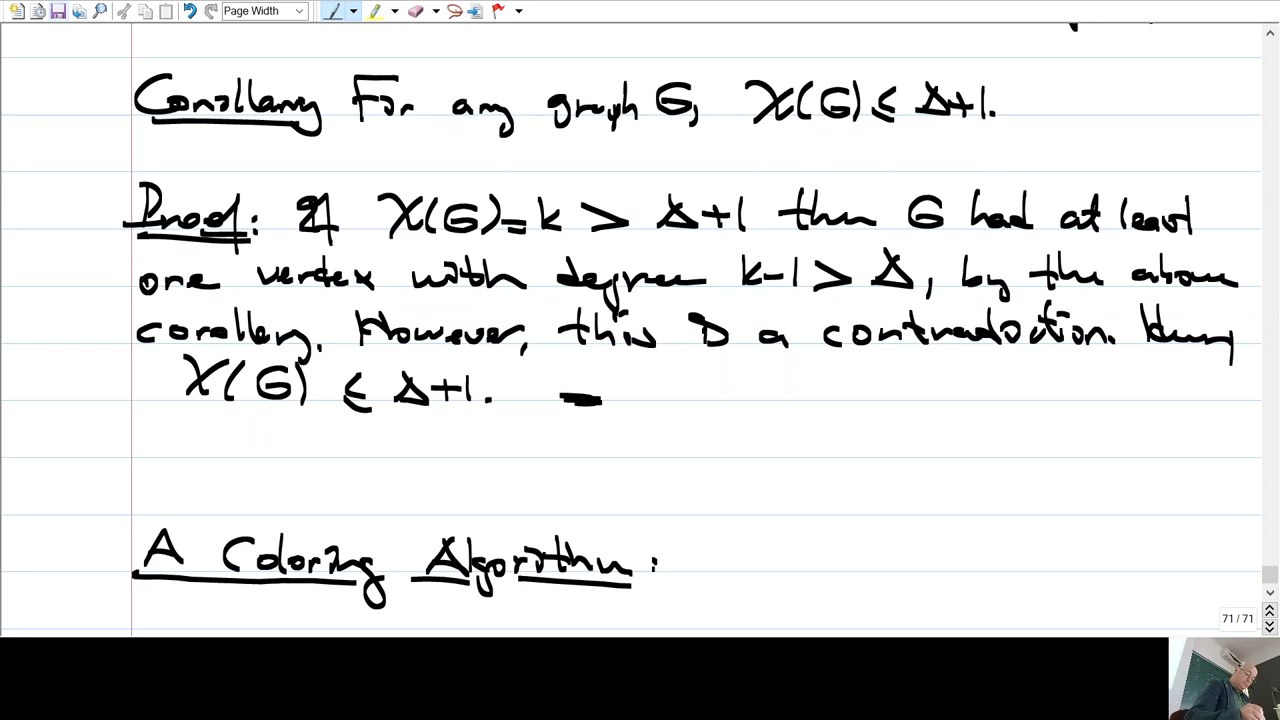 Page Width
Corollary For any graph G, χ(G) ≤ Δ+1.
Proof: If χ(G)=k > Δ+1 then G had at least
one vertex with degree k-1 > Δ, by the above
corollary. However, this is a contradiction. Hence,
χ(G) ≤ Δ+1.
A Coloring Algorithm:
71 / 71